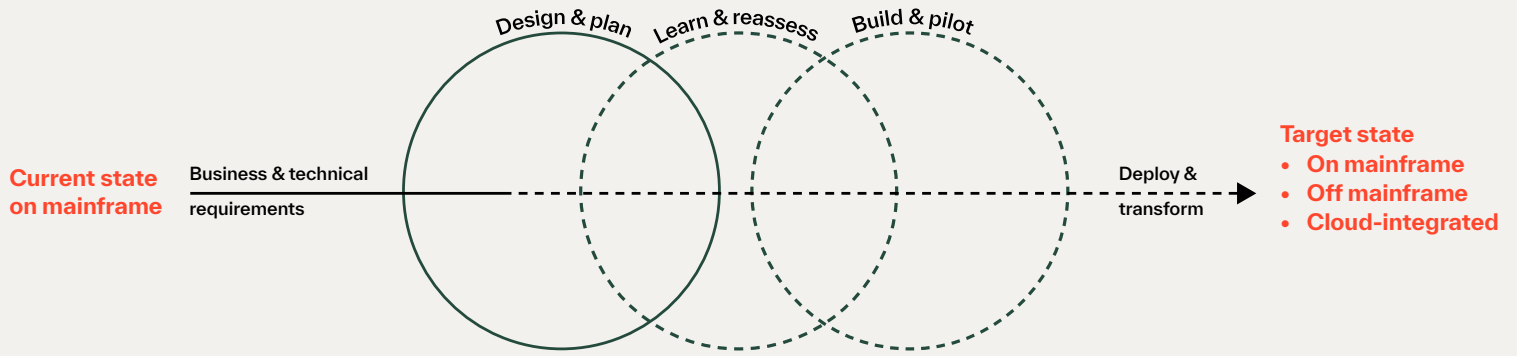 Design & plan
Learn & reassess
Build & pilot
Current state
on mainframe
Business & technical
requirements
Deploy &
transform
Target state
• On mainframe
• Off mainframe
• Cloud-integrated